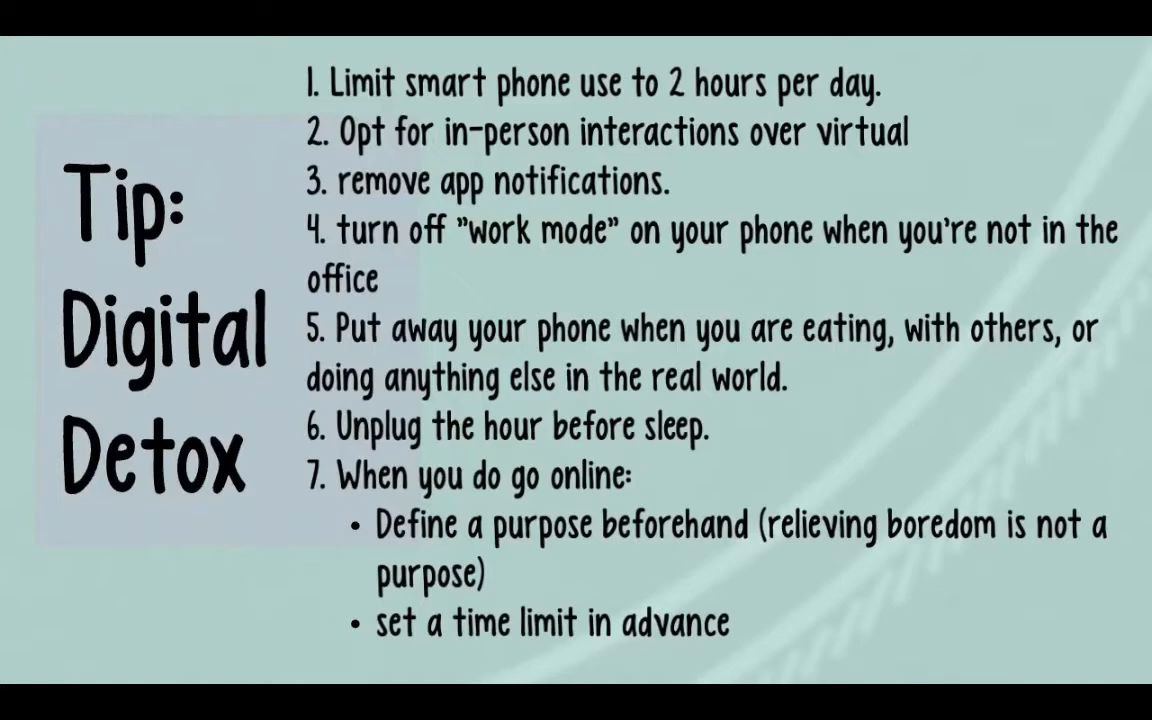 Tip:
Digital
Detox
1. Limit smart phone use to 2 hours per day.
2. Opt for in-person interactions over virtual
3. remove app notifications.
4. turn off "work mode" on your phone when you're not in the
office
5. Put away your phone when you are eating, with others, or
doing anything else in the real world.
6. Unplug the hour before sleep.
7. When you do go online:
• Define a purpose beforehand (relieving boredom is not a
purpose)
• set a time limit in advance